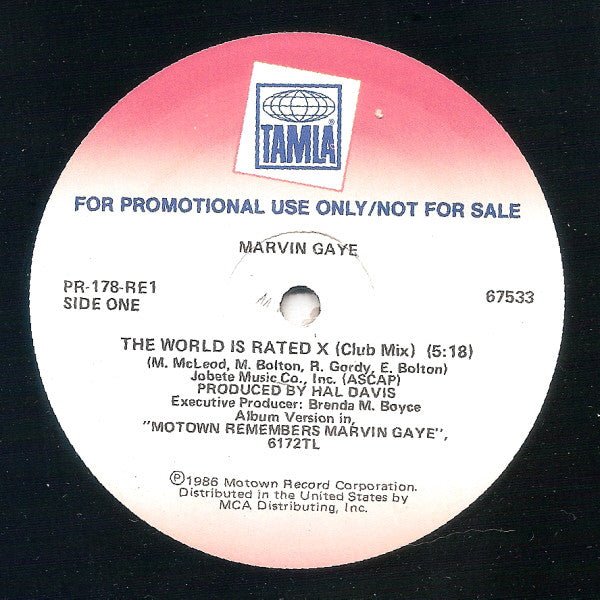 TAMLA®
FOR PROMOTIONAL USE ONLY/NOT FOR SALE
MARVIN GAYE
PR-178-RE1
SIDE ONE
67533
THE WORLD IS RATED X (Club Mix) (5:18)
(M. McLeod, M. Bolton, R. Gordy, E. Bolton)
Jobete Music Co., Inc. (ASCAP)
PRODUCED BY HAL DAVIS
Executive Producer: Brenda M. Boyce
Album Version in,
"MOTOWN REMEMBERS MARVIN GAYE",
6172TL
Ⓟ1986 Motown Record Corporation.
Distributed in the United States by
MCA Distributing, Inc.